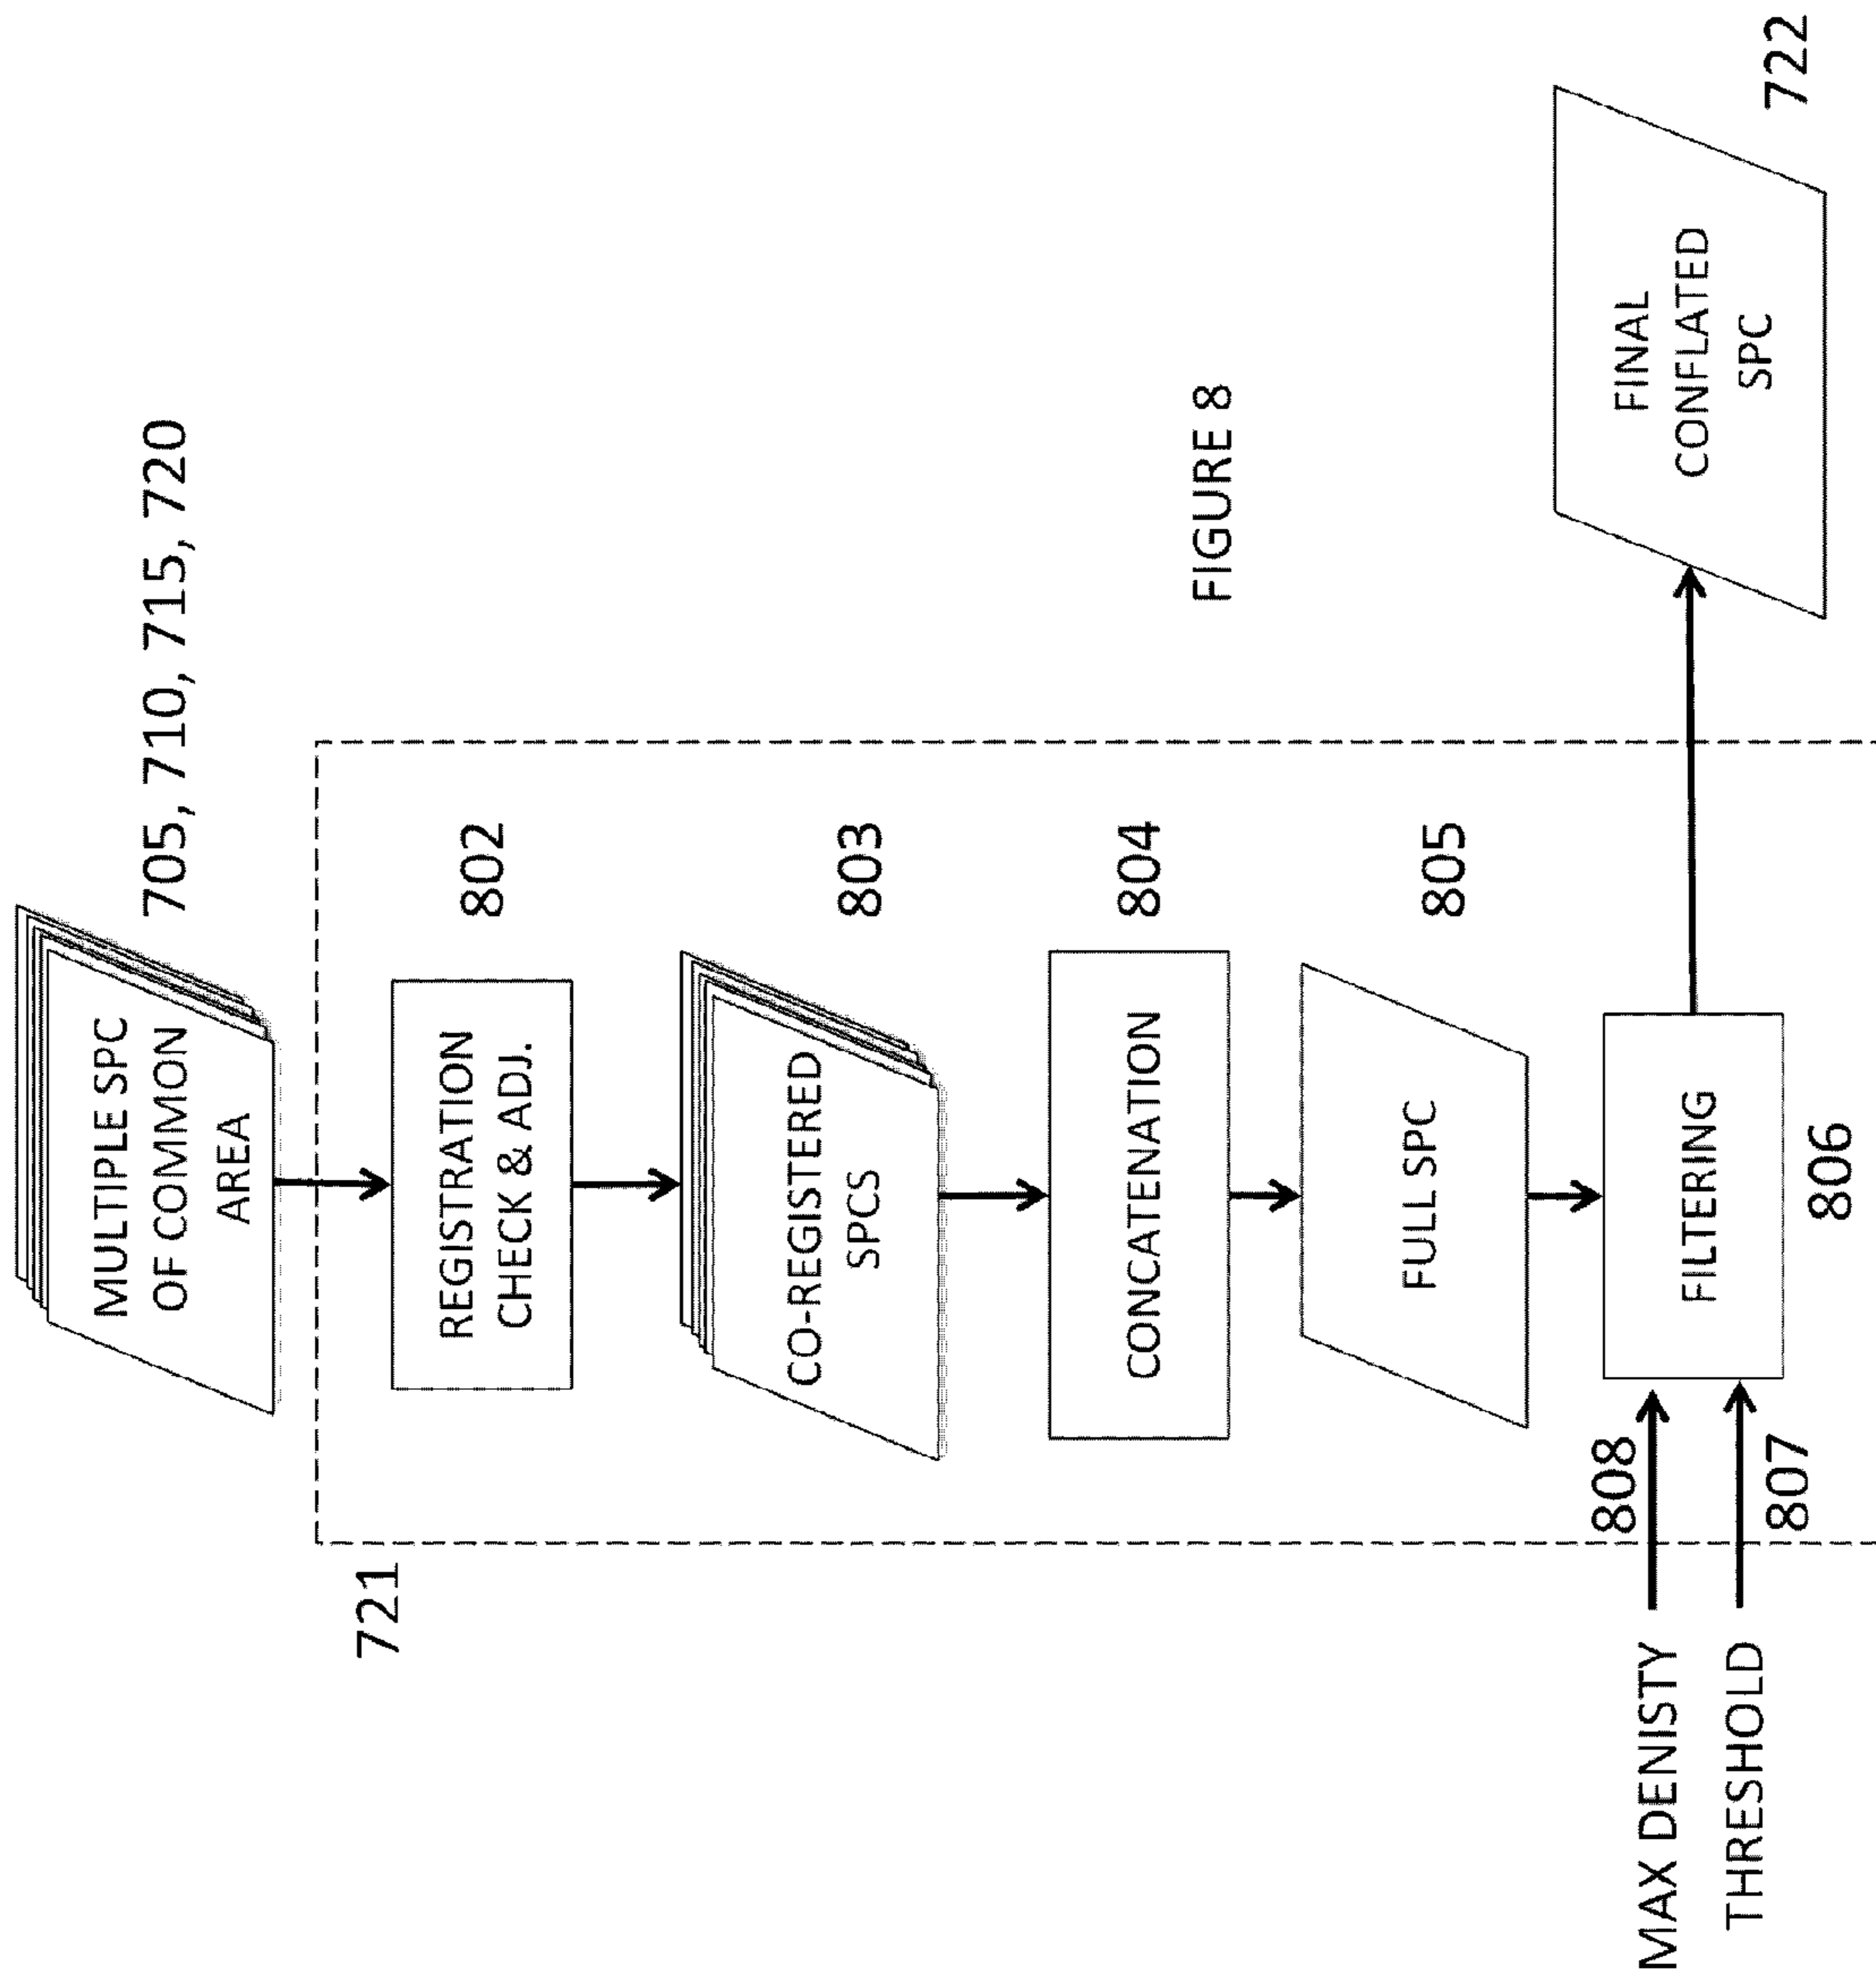 MULTIPLE SPC
OF COMMON
AREA
705, 710, 715, 720
721
REGISTRATION
CHECK & ADJ.
802
CO-REGISTERED
SPCS
803
CONCATENATION
804
FULL SPC
805
MAX DENISTY
808
THRESHOLD
807
FILTERING
806
FINAL
CONFLATED
SPC
722
FIGURE 8